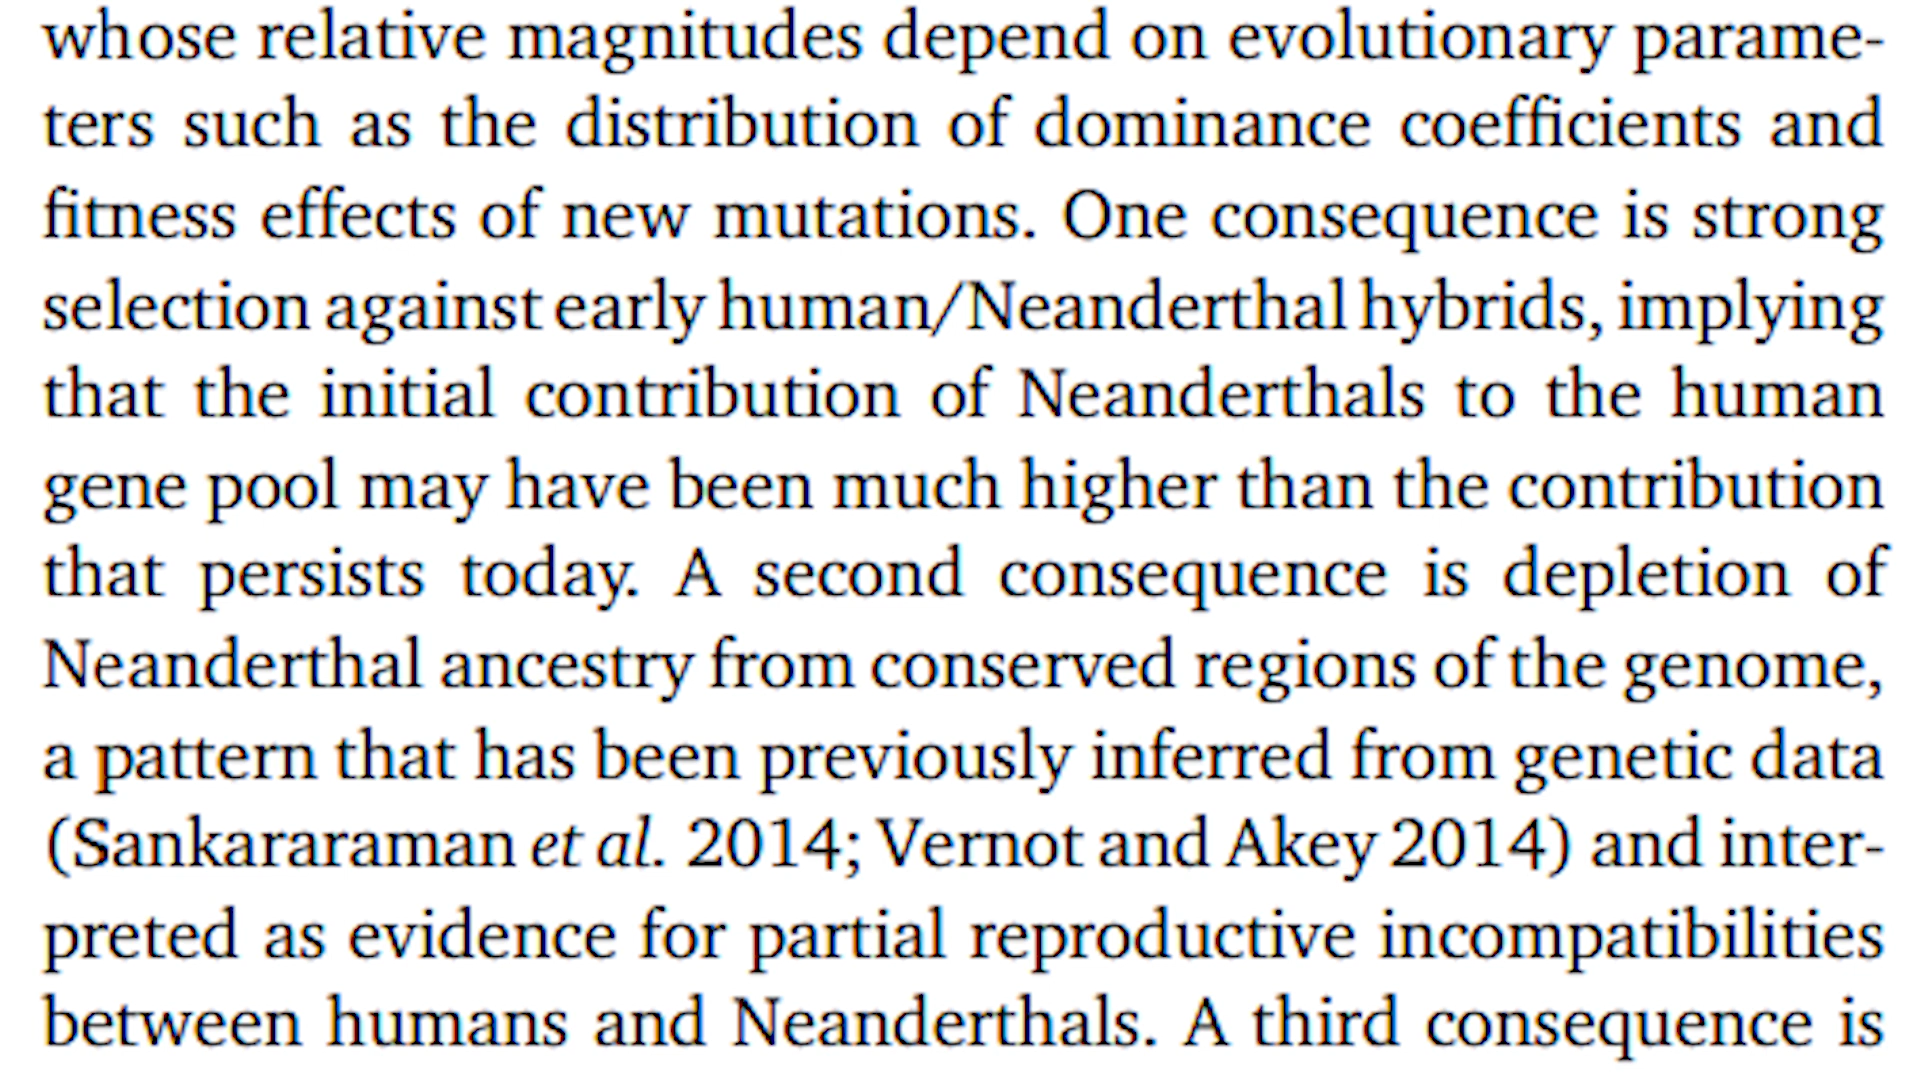 whose relative magnitudes depend on evolutionary parame-
ters such as the distribution of dominance coefficients and
fitness effects of new mutations. One consequence is strong
selection against early human/Neanderthal hybrids, implying
that the initial contribution of Neanderthals to the human
gene pool may have been much higher than the contribution
that persists today. A second consequence is depletion of
Neanderthal ancestry from conserved regions of the genome,
a pattern that has been previously inferred from genetic data
(Sankararaman et al. 2014; Vernot and Akey 2014) and inter-
preted as evidence for partial reproductive incompatibilities
between humans and Neanderthals. A third consequence is